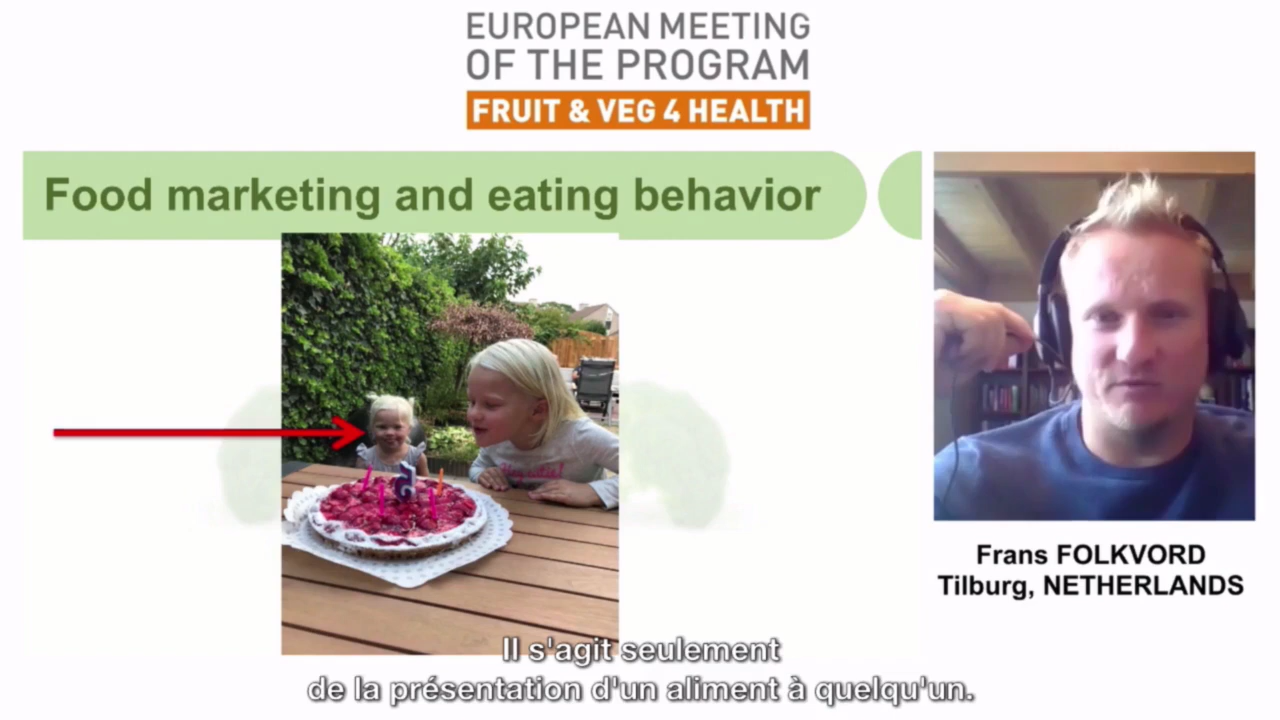 EUROPEAN MEETING
OF THE PROGRAM
FRUIT & VEG 4 HEALTH
Food marketing and eating behavior
5
Frans FOLKVORD
Tilburg, NETHERLANDS
Il s'agit seulement
de la présentation d'un aliment à quelqu'un.